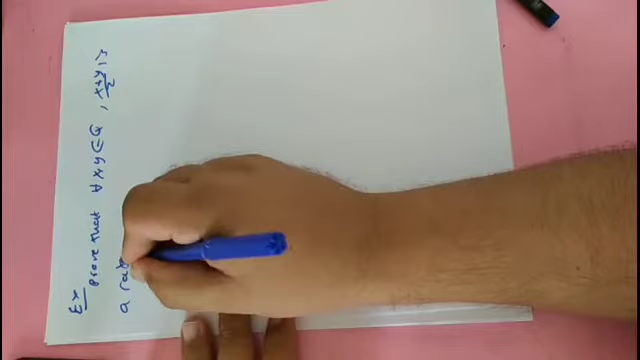 Ex
prove that ∀ x,y ∈ Q , x+y/2 is
a rat